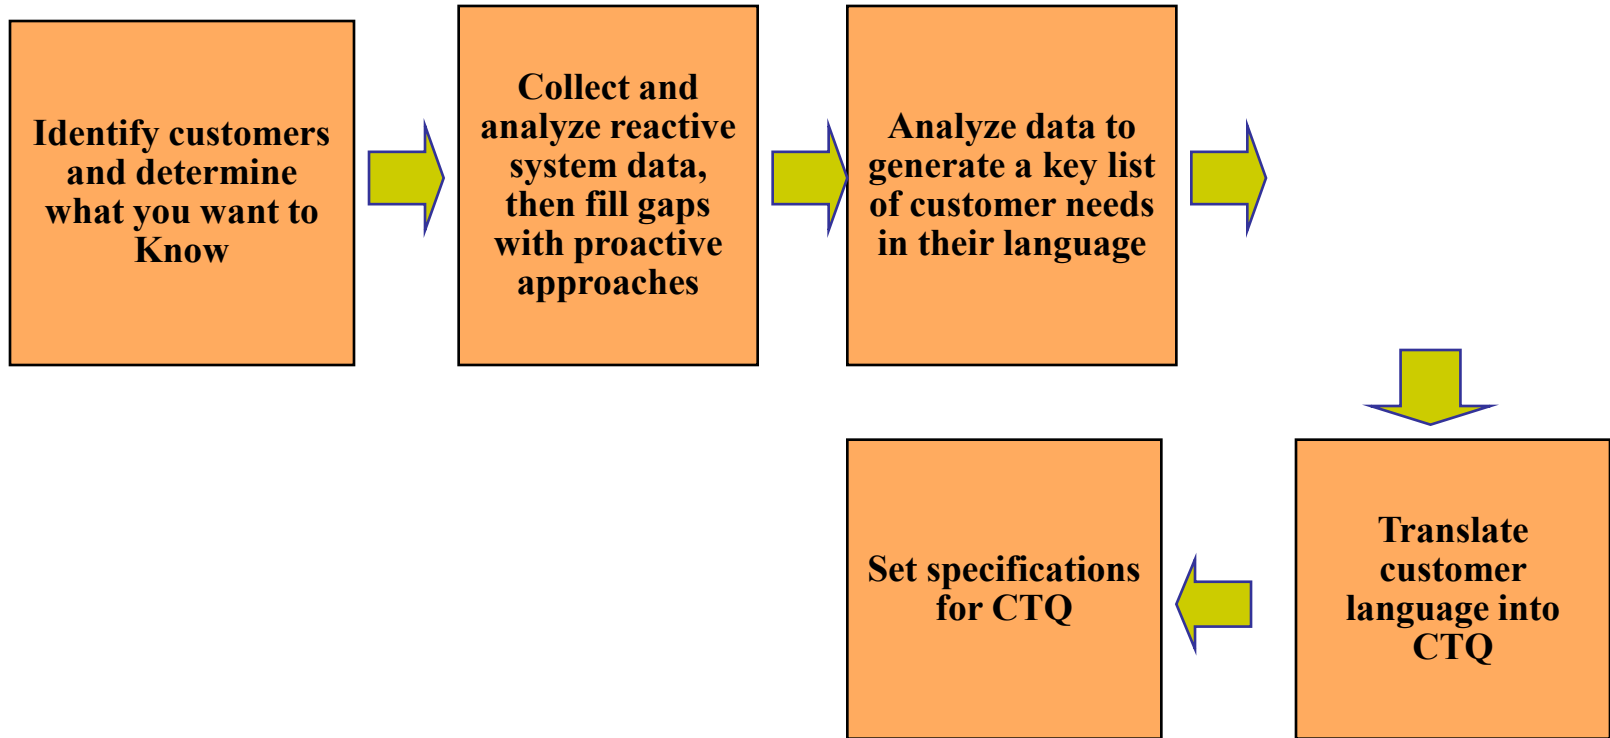 Identify customers
and determine
what you want to
Know
Collect and
analyze reactive
system data,
then fill gaps
with proactive
approaches
Analyze data to
generate a key list
of customer needs
in their language
Translate
customer
language into
CTQ
Set specifications
for CTQ